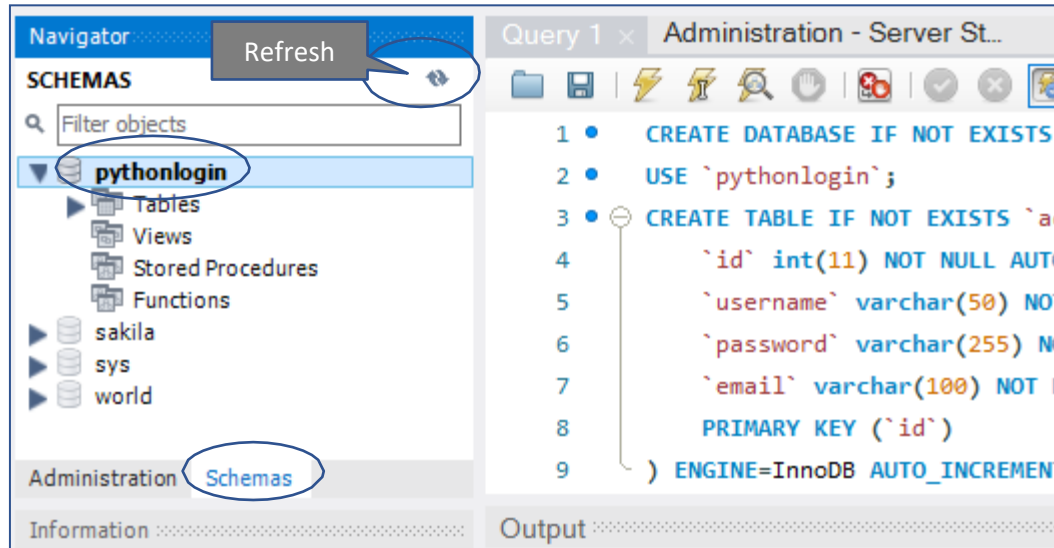 Navigator
Refresh
SCHEMAS
Filter objects
pythonlogin
Tables
Views
Stored Procedures
Functions
sakila
sys
world
Administration Schemas
Information
Query 1 × Administration - Server St...
1 CREATE DATABASE IF NOT EXISTS
2 USE `pythonlogin`;
3 CREATE TABLE IF NOT EXISTS `a
4 `id` int(11) NOT NULL AUTO
5 `username` varchar(50) NOT
6 `password` varchar(255) NO
7 `email` varchar(100) NOT
8 PRIMARY KEY (`id`)
9 ) ENGINE=InnoDB AUTO_INCREMENT
Output